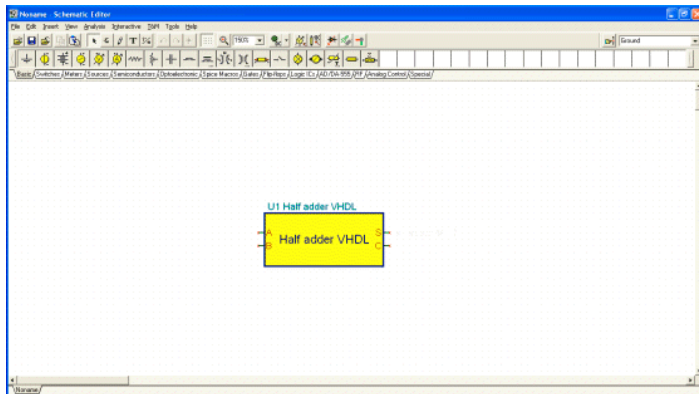 Noname - Schematic Editor
File Edit Insert View Analysis Interactive T&M Tools Help
150%
Ground
Basic Switches Meters Sources Semiconductors Optoelectronic Spice Macros Gates Flip-flops Logic ICs AD/DA-555 RF Analog Control Special
U1 Half adder VHDL
A
S
Half adder VHDL
B
C
Noname